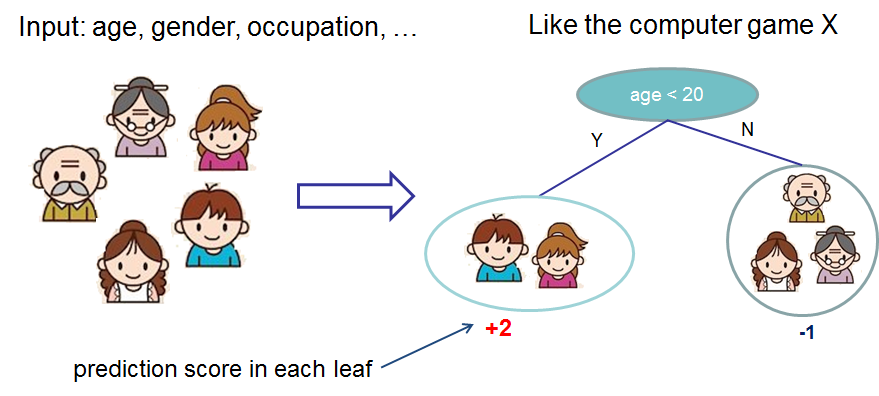 Input: age, gender, occupation, …
Like the computer game X
age < 20
Y
N
+2
-1
prediction score in each leaf